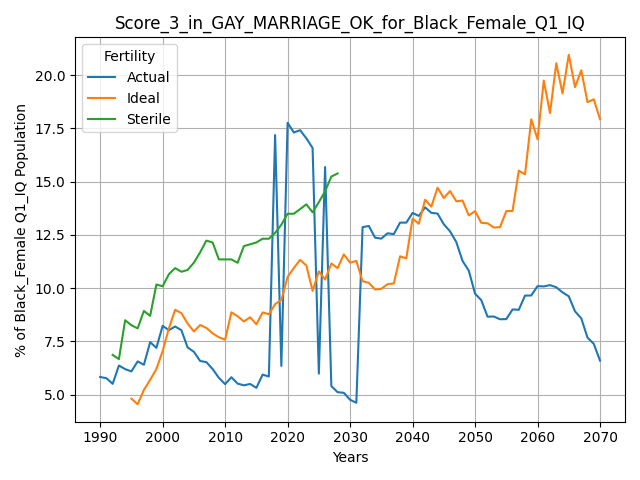 Score_3_in_GAY_MARRIAGE_OK_for_Black_Female_Q1_IQ
Fertility
Actual
Ideal
Sterile
% of Black_Female Q1_IQ Population
20.0
17.5
15.0
12.5
10.0
7.5
5.0
1990 2000 2010 2020 2030 2040 2050 2060 2070
Years